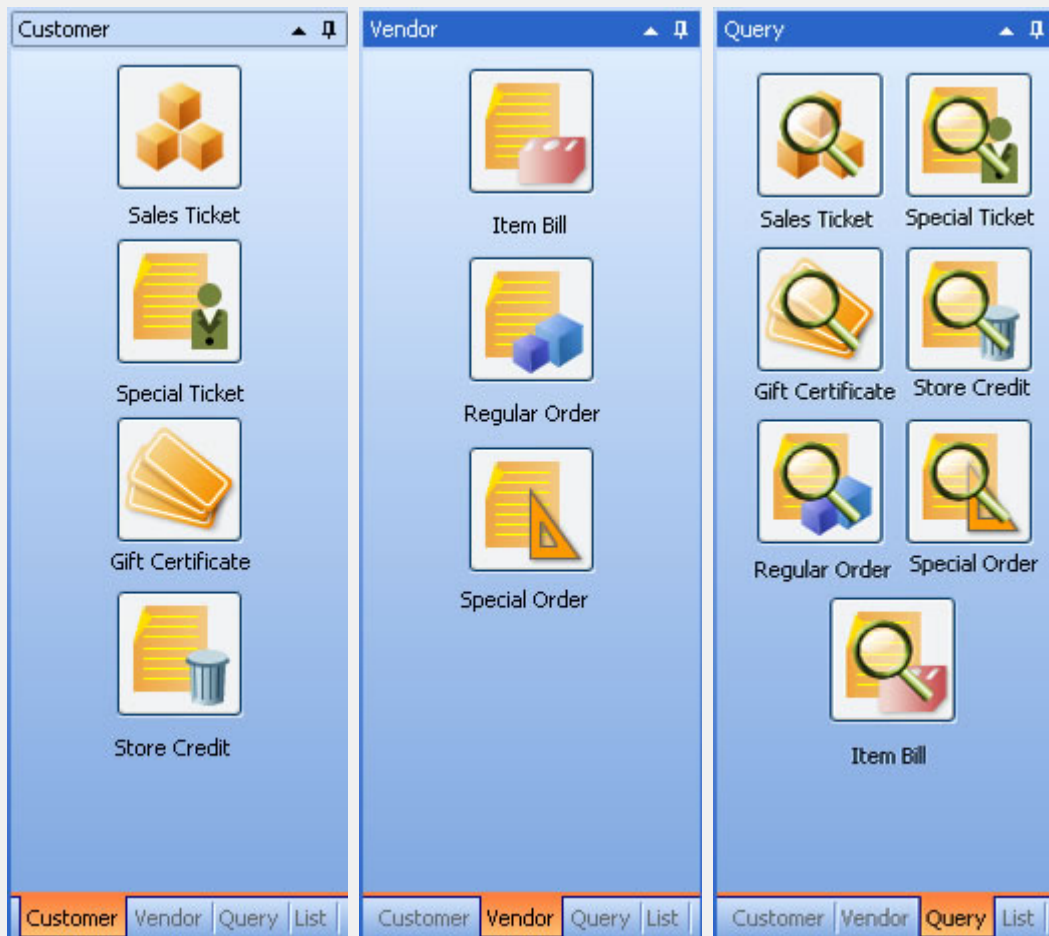 Customer
Sales Ticket
Special Ticket
Gift Certificate
Store Credit
Customer Vendor Query List
Vendor
Item Bill
Regular Order
Special Order
Customer Vendor Query List
Query
Sales Ticket Special Ticket
Gift Certificate Store Credit
Regular Order Special Order
Item Bill
Customer Vendor Query List